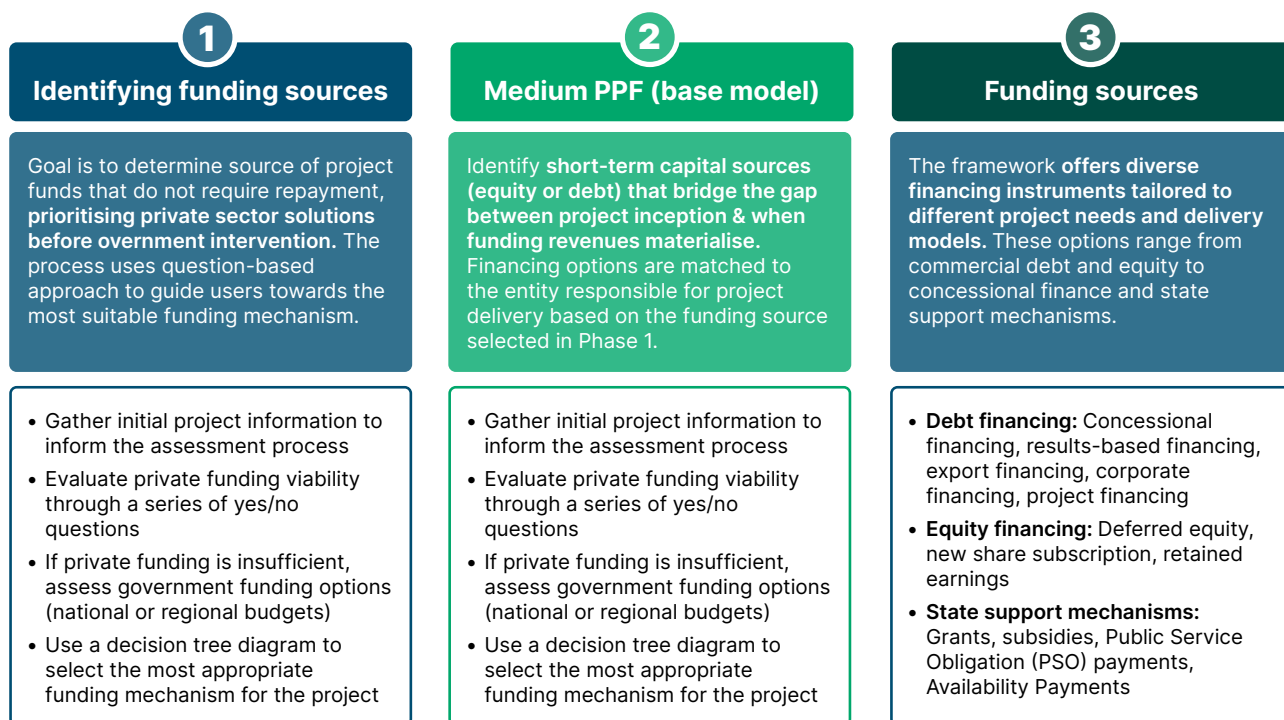 1
Identifying funding sources
Goal is to determine source of project
funds that do not require repayment,
prioritising private sector solutions
before overnment intervention. The
process uses question-based
approach to guide users towards the
most suitable funding mechanism.
• Gather initial project information to
inform the assessment process
• Evaluate private funding viability
through a series of yes/no
questions
• If private funding is insufficient,
assess government funding options
(national or regional budgets)
• Use a decision tree diagram to
select the most appropriate
funding mechanism for the project
2
Medium PPF (base model)
Identify short-term capital sources
(equity or debt) that bridge the gap
between project inception & when
funding revenues materialise.
Financing options are matched to
the entity responsible for project
delivery based on the funding source
selected in Phase 1.
• Gather initial project information to
inform the assessment process
• Evaluate private funding viability
through a series of yes/no
questions
• If private funding is insufficient,
assess government funding options
(national or regional budgets)
• Use a decision tree diagram to
select the most appropriate
funding mechanism for the project
3
Funding sources
The framework offers diverse
financing instruments tailored to
different project needs and delivery
models. These options range from
commercial debt and equity to
concessional finance and state
support mechanisms.
• Debt financing: Concessional
financing, results-based financing,
export financing, corporate
financing, project financing
• Equity financing: Deferred equity,
new share subscription, retained
earnings
• State support mechanisms:
Grants, subsidies, Public Service
Obligation (PSO) payments,
Availability Payments